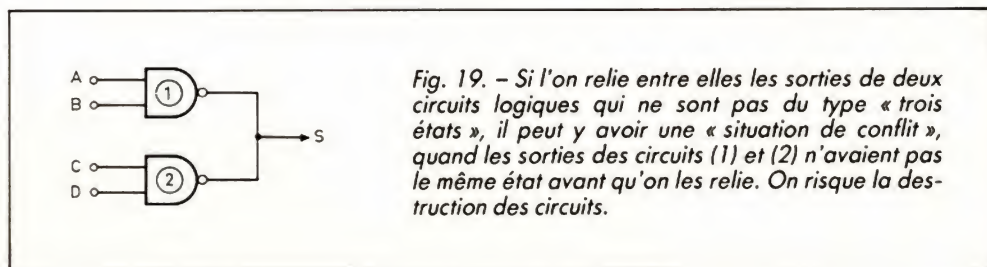 A
B
1
C
D
2
S
Fig. 19. – Si l'on relie entre elles les sorties de deux
circuits logiques qui ne sont pas du type « trois
états », il peut y avoir une « situation de conflit »,
quand les sorties des circuits (1) et (2) n'avaient pas
le même état avant qu'on les relie. On risque la des-
truction des circuits.